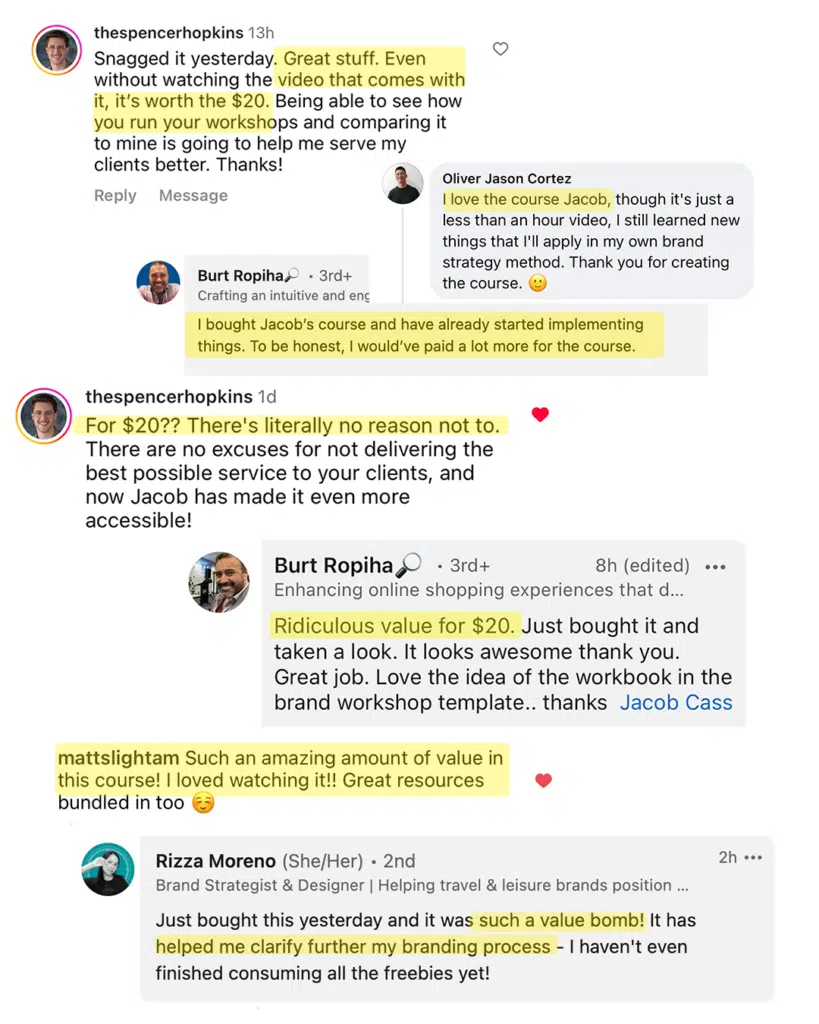 thespencerhopkins 13h
Snagged it yesterday. Great stuff. Even
without watching the video that comes with
it, it’s worth the $20. Being able to see how
you run your workshops and comparing it
to mine is going to help me serve my
clients better. Thanks!
Reply Message
Oliver Jason Cortez
I love the course Jacob, though it's just a
less than an hour video, I still learned new
things that I'll apply in my own brand
strategy method. Thank you for creating
the course. 🙂
Burt Ropiha🔎 • 3rd+
Crafting an intuitive and eng
I bought Jacob’s course and have already started implementing
things. To be honest, I would’ve paid a lot more for the course.
thespencerhopkins 1d
For $20?? There's literally no reason not to.
There are no excuses for not delivering the
best possible service to your clients, and
now Jacob has made it even more
accessible!
Burt Ropiha🔎 • 3rd+ 8h (edited) •••
Enhancing online shopping experiences that d...
Ridiculous value for $20. Just bought it and
taken a look. It looks awesome thank you.
Great job. Love the idea of the workbook in the
brand workshop template.. thanks Jacob Cass
mattslightam Such an amazing amount of value in
this course! I loved watching it!! Great resources
bundled in too ☺️
Rizza Moreno (She/Her) • 2nd 2h •••
Brand Strategist & Designer | Helping travel & leisure brands position ...
Just bought this yesterday and it was such a value bomb! It has
helped me clarify further my branding process - I haven't even
finished consuming all the freebies yet!